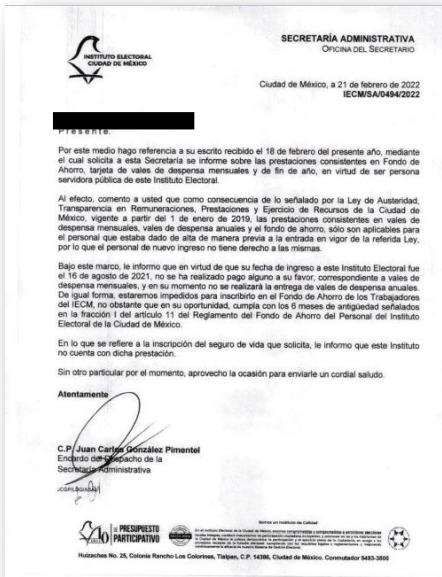 SECRETARÍA ADMINISTRATIVA
OFICINA DEL SECRETARIO
INSTITUTO ELECTORAL
CIUDAD DE MÉXICO
Ciudad de México, a 21 de febrero de 2022
IECM/SA/0494/2022
Presente.
Por este medio hago referencia a su escrito recibido el 18 de febrero del presente año, mediante
el cual solicita a esta Secretaría se informe sobre las prestaciones consistentes en Fondo de
Ahorro, tarjeta de vales de despensa mensuales y de fin de año, en virtud de ser persona
servidora pública de este Instituto Electoral.
Al efecto, comento a usted que como consecuencia de lo señalado por la Ley de Austeridad,
Transparencia en Remuneraciones, Prestaciones y Ejercicio de Recursos de la Ciudad de
México, vigente a partir del 1 de enero de 2019, las prestaciones consistentes en vales de
despensa mensuales, vales de despensa anuales y el fondo de ahorro, sólo son aplicables para
el personal que estaba dado de alta de manera previa a la entrada en vigor de la referida Ley,
por lo que el personal de nuevo ingreso no tiene derecho a las mismas.
Bajo este marco, le informo que en virtud de que su fecha de ingreso a este Instituto Electoral fue
el 16 de agosto de 2021, no se ha realizado pago alguno a su favor, correspondiente a vales de
despensa mensuales, y en su momento no se realizará la entrega de vales de despensa anuales.
De igual forma, estaremos impedidos para inscribirlo en el Fondo de Ahorro de los Trabajadores
del IECM, no obstante que en su oportunidad, cumpla con los 6 meses de antigüedad señalados
en la fracción I del artículo 11 del Reglamento del Fondo de Ahorro del Personal del Instituto
Electoral de la Ciudad de México.
En lo que se refiere a la inscripción del seguro de vida que solicita, le informo que este Instituto
no cuenta con dicha prestación.
Sin otro particular por el momento, aprovecho la ocasión para enviarle un cordial saludo.
Atentamente
C.P. Juan Carlos González Pimentel
Encardo del Despacho de la
Secretaría Administrativa
PRESUPUESTO
DE PARTICIPATIVO
Somos un Instituto de Calidad
Huizaches No. 25, Colonia Rancho Los Colorines, Tlalpan, C.P. 14386, Ciudad de México. Conmutador 5483-3800